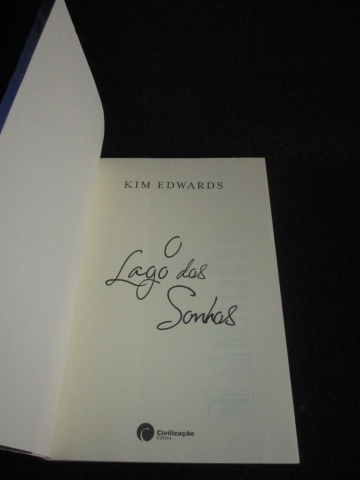 KIM EDWARDS
O
Lago dos
Sonhos
Civilização
Editora